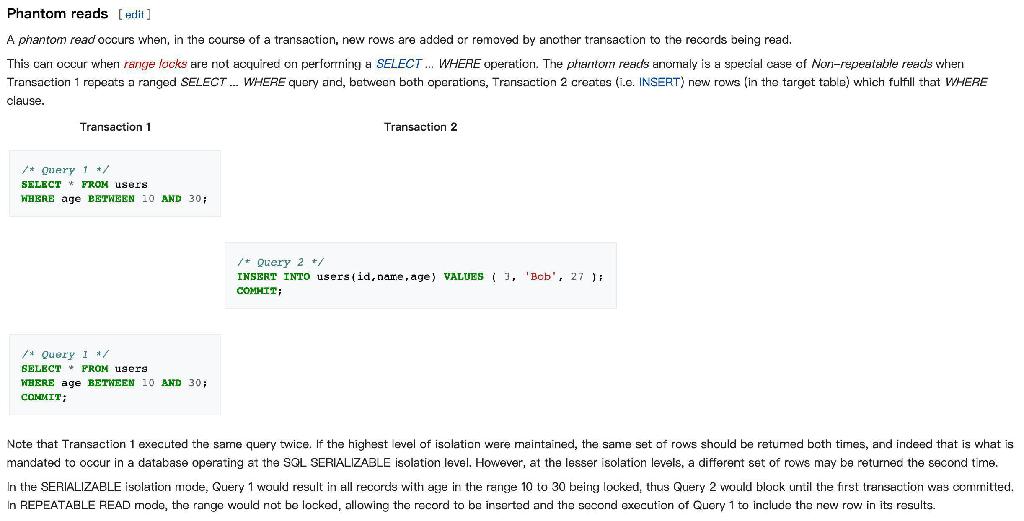 Phantom reads [edit]
A phantom read occurs when, in the course of a transaction, new rows are added or removed by another transaction to the records being read.
This can occur when range locks are not acquired on performing a SELECT ... WHERE operation. The phantom reads anomaly is a special case of Non-repeatable reads when
Transaction 1 repeats a ranged SELECT ... WHERE query and, between both operations, Transaction 2 creates (i.e. INSERT) new rows (in the target table) which fulfill that WHERE
clause.
Transaction 1 Transaction 2
/* Query 1 */
SELECT * FROM users
WHERE age BETWEEN 10 AND 30;
/* Query 2 */
INSERT INTO users(id,name,age) VALUES ( 3, 'Bob', 27 );
COMMIT;
/* Query 1 */
SELECT * FROM users
WHERE age BETWEEN 10 AND 30;
COMMIT;
Note that Transaction 1 executed the same query twice. If the highest level of isolation were maintained, the same set of rows should be returned both times, and indeed that is what is
mandated to occur in a database operating at the SQL SERIALIZABLE isolation level. However, at the lesser isolation levels, a different set of rows may be returned the second time.
In the SERIALIZABLE isolation mode, Query 1 would result in all records with age in the range 10 to 30 being locked, thus Query 2 would block until the first transaction was committed.
In REPEATABLE READ mode, the range would not be locked, allowing the record to be inserted and the second execution of Query 1 to include the new row in its results.